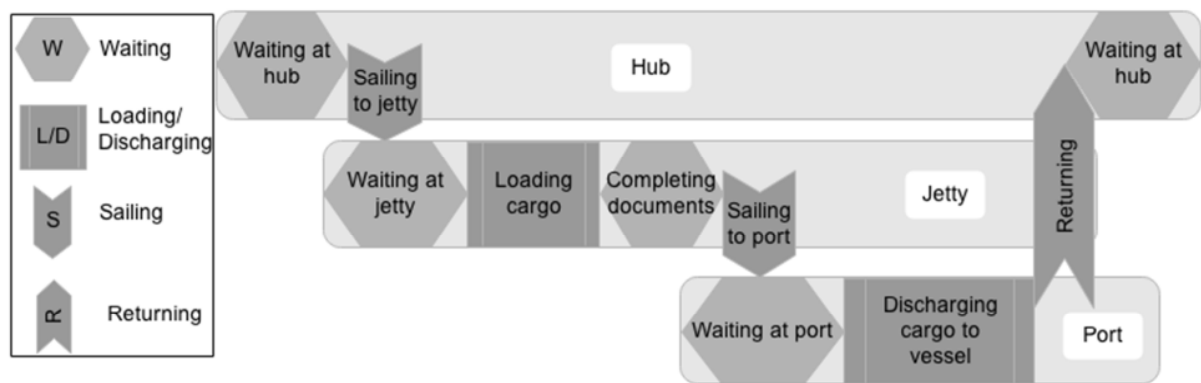 W
Waiting
L/D
Loading/
Discharging
S
Sailing
R
Returning
Waiting at
hub
Sailing
to jetty
Hub
Waiting at
hub
Waiting at
jetty
Loading
cargo
Completing
documents
Sailing
to port
Jetty
Returning
Waiting at port
Discharging
cargo to
vessel
Port